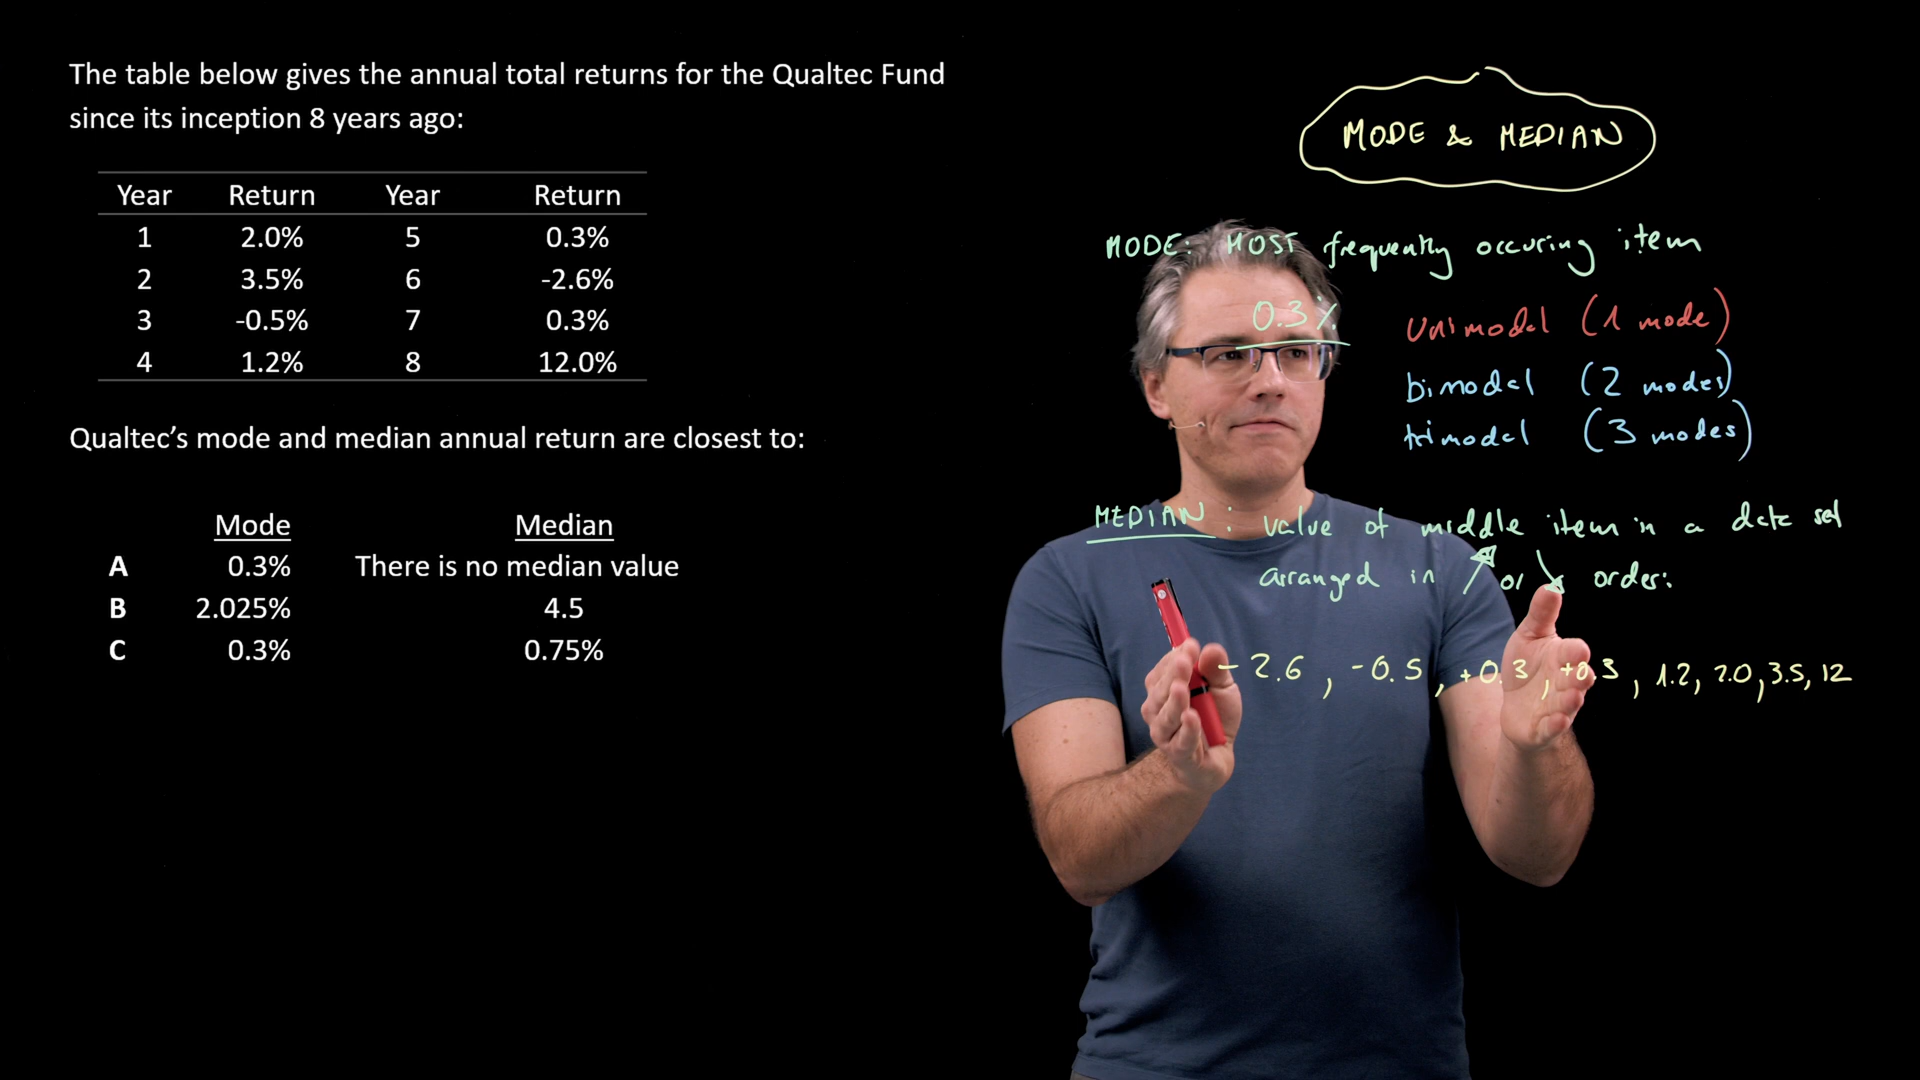 The table below gives the annual total returns for the Qualtec Fund
since its inception 8 years ago:
Year Return Year Return
1 2.0% 5 0.3%
2 3.5% 6 -2.6%
3 -0.5% 7 0.3%
4 1.2% 8 12.0%
Qualtec’s mode and median annual return are closest to:
Mode Median
A 0.3% There is no median value
B 2.025% 4.5
C 0.3% 0.75%
MODE & MEDIAN
MODE: MOST frequently occuring item
0.3%
Unimodal (1 mode)
bimodal (2 modes)
trimodal (3 modes)
MEDIAN: value of middle item in a data set
arranged in ↗ or ↘ order:
-2.6, -0.5, +0.3, +0.3, 1.2, 2.0, 3.5, 12